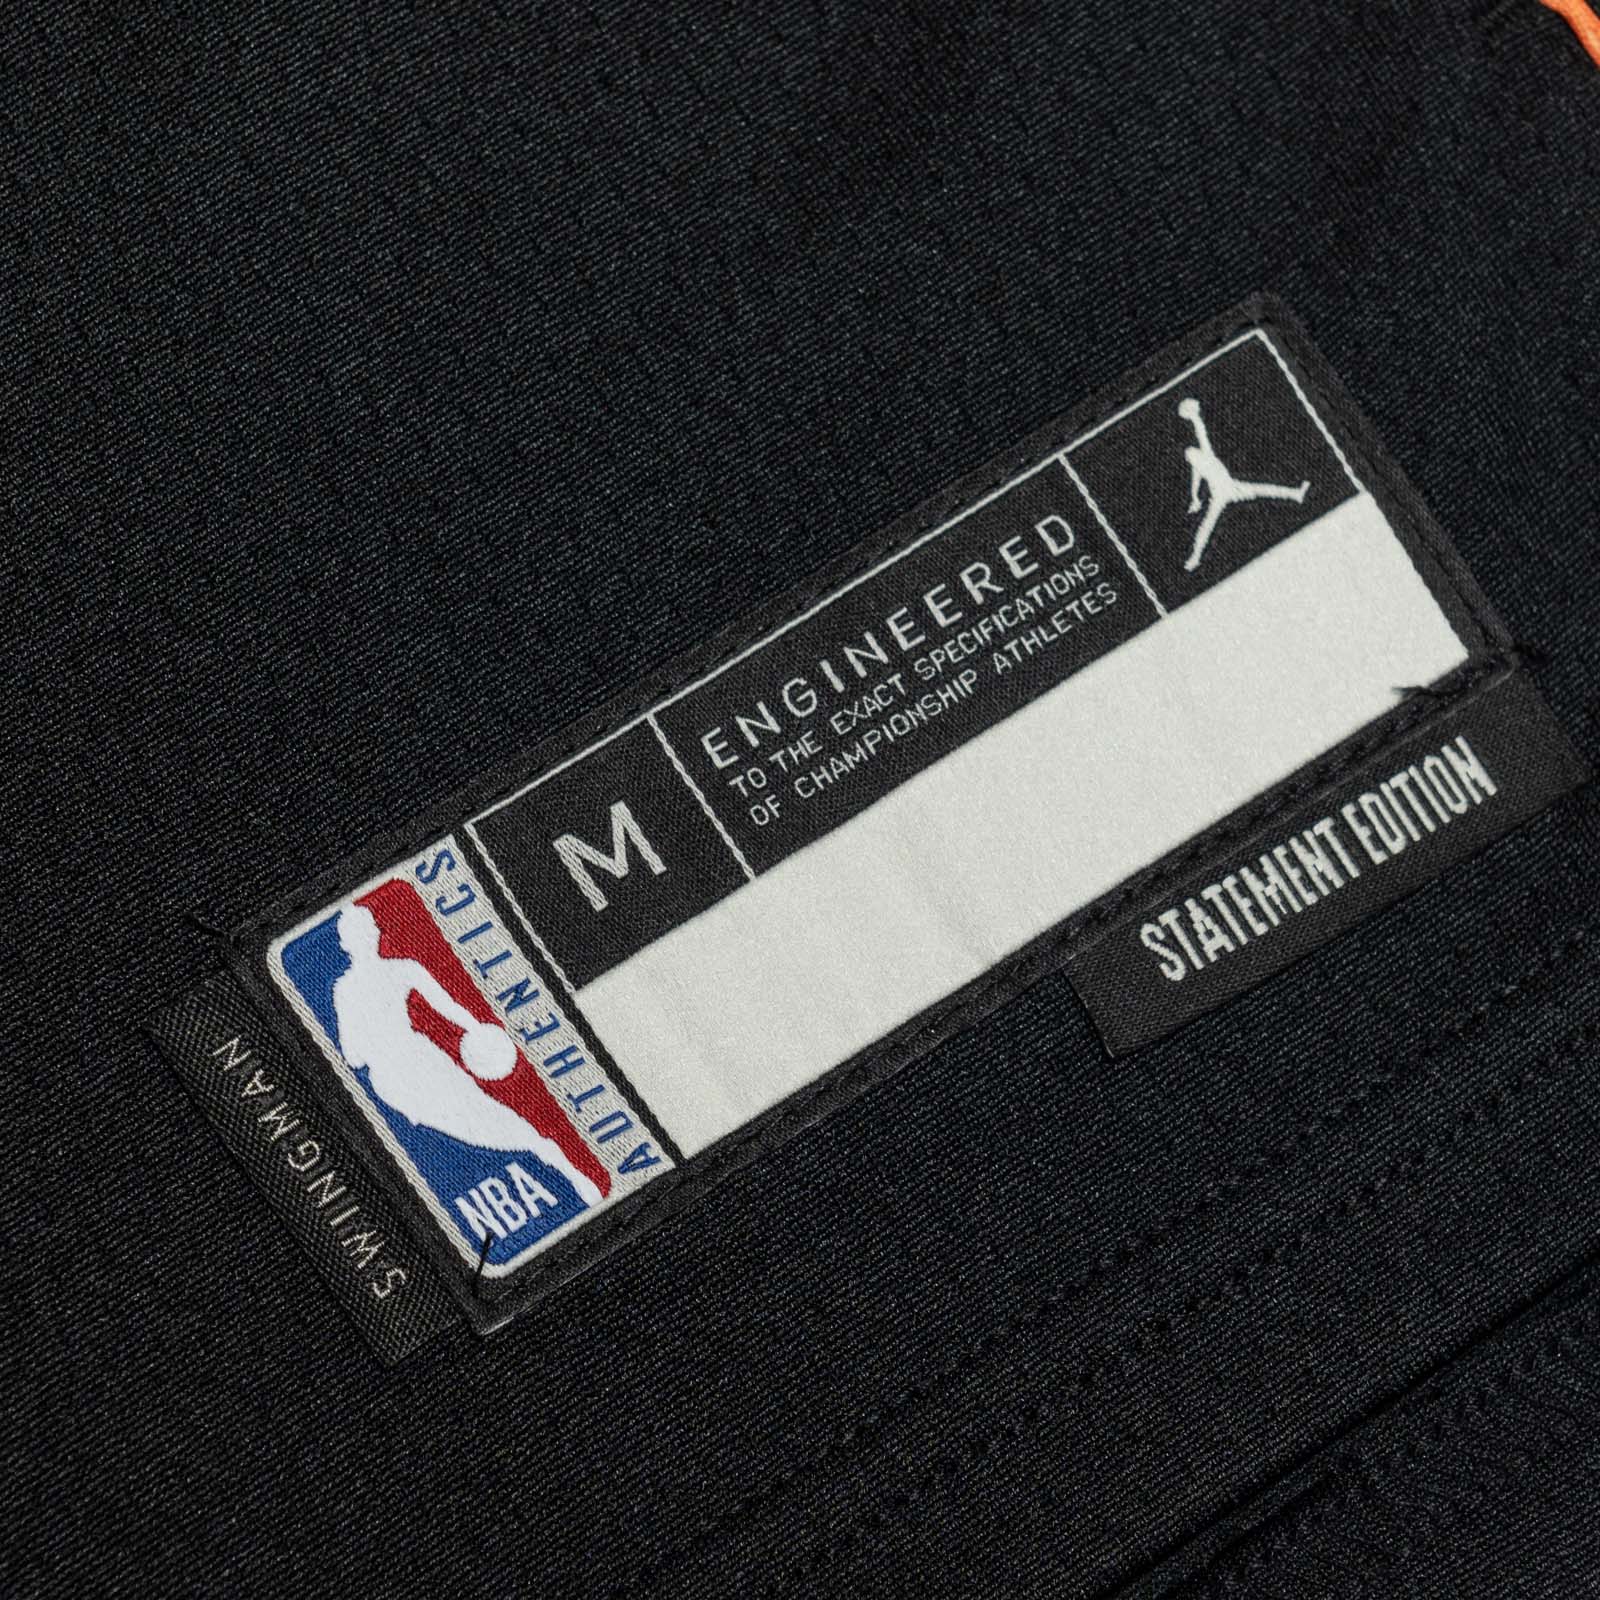 M
ENGINEERED
TO THE EXACT SPECIFICATIONS
OF CHAMPIONSHIP ATHLETES
NBA
AUTHENTICS
STATEMENT EDITION
SWINGMAN